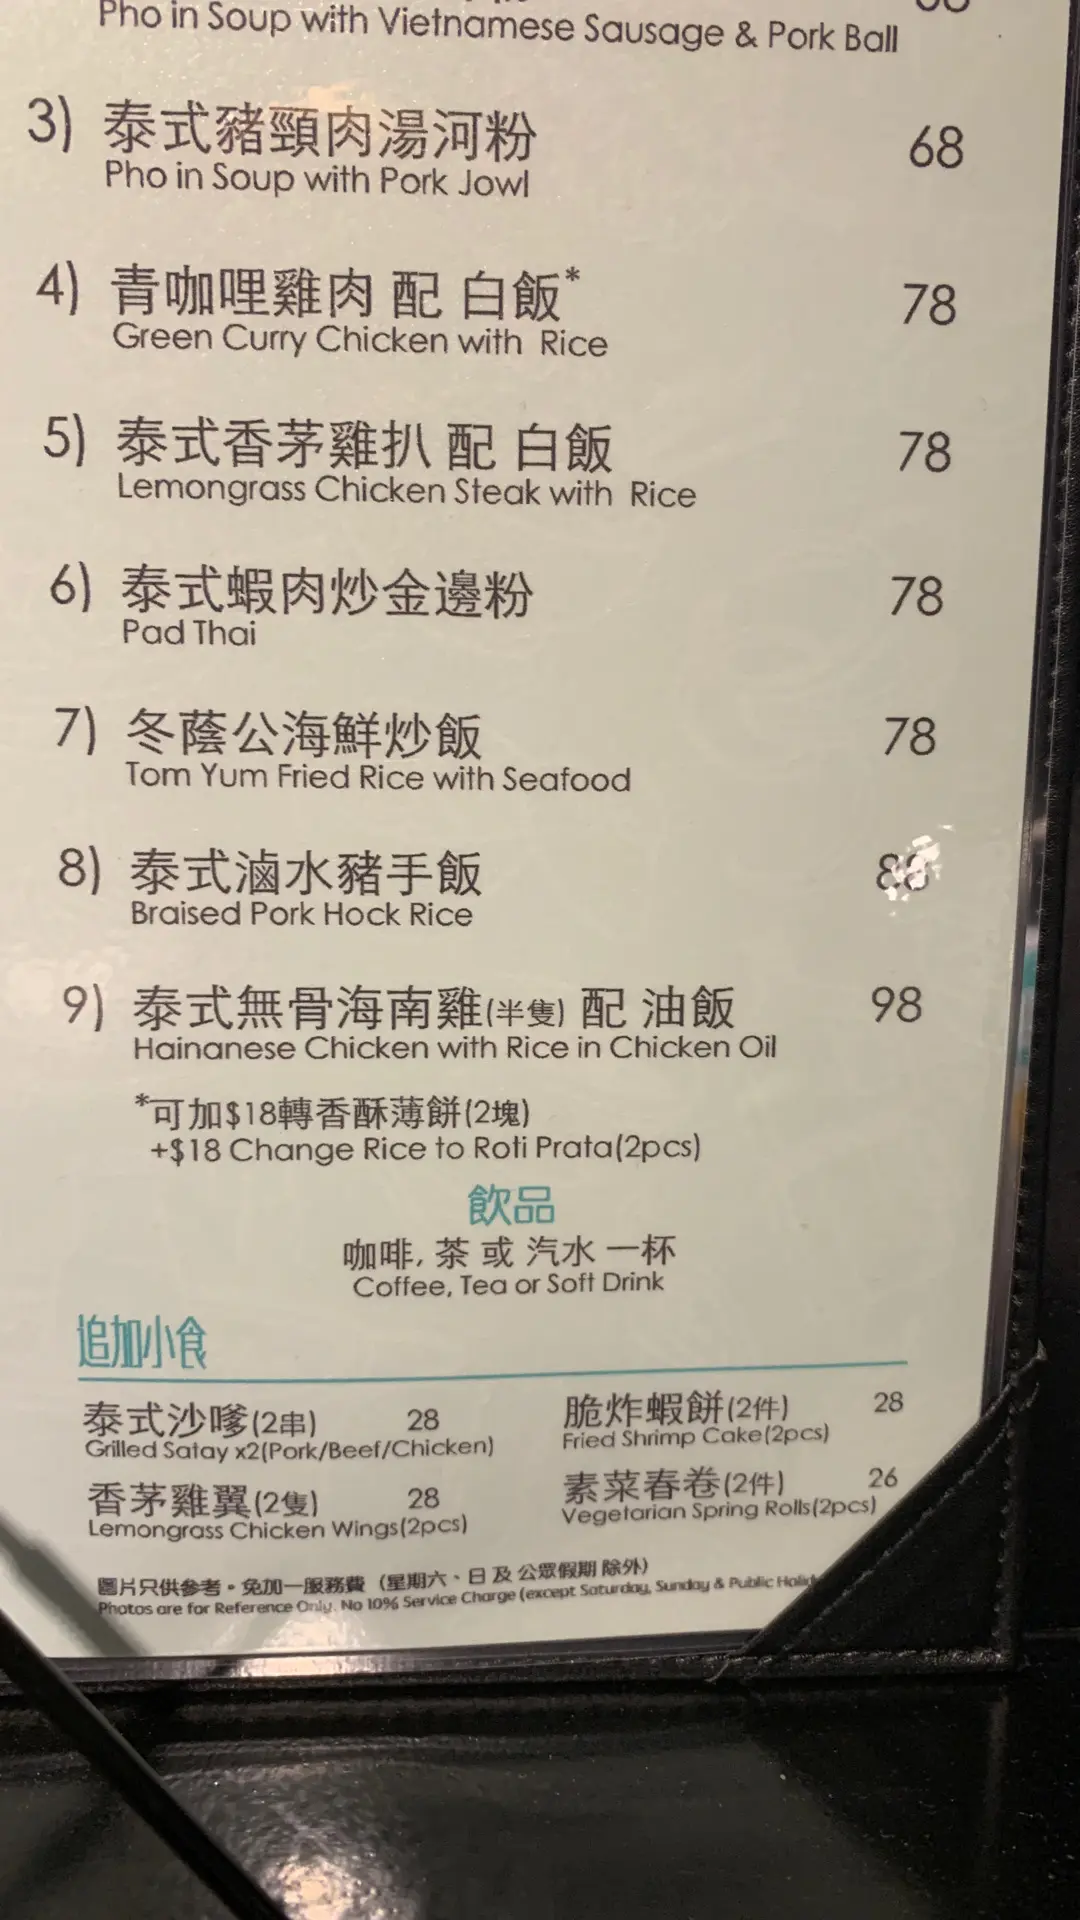 Pho in Soup with Vietnamese Sausage & Pork Ball
3) 泰式豬頸肉湯河粉 68
Pho in Soup with Pork Jowl
4) 青咖哩雞肉 配 白飯* 78
Green Curry Chicken with Rice
5) 泰式香茅雞扒 配 白飯 78
Lemongrass Chicken Steak with Rice
6) 泰式蝦肉炒金邊粉 78
Pad Thai
7) 冬蔭公海鮮炒飯 78
Tom Yum Fried Rice with Seafood
8) 泰式滷水豬手飯
Braised Pork Hock Rice
9) 泰式無骨海南雞(半隻) 配 油飯 98
Hainanese Chicken with Rice in Chicken Oil
*可加$18轉香酥薄餅(2塊)
+$18 Change Rice to Roti Prata(2pcs)
飲品
咖啡, 茶 或 汽水 一杯
Coffee, Tea or Soft Drink
追加小食
泰式沙嗲(2串) 28
Grilled Satay x2(Pork/Beef/Chicken)
香茅雞翼(2隻) 28
Lemongrass Chicken Wings(2pcs)
脆炸蝦餅(2件) 28
Fried Shrimp Cake(2pcs)
素菜春卷(2件) 26
Vegetarian Spring Rolls(2pcs)
圖片只供參考。免加一服務費 (星期六、日 及 公眾假期 除外)
Photos are for Reference Only. No 10% Service Charge (except Saturday, Sunday & Public